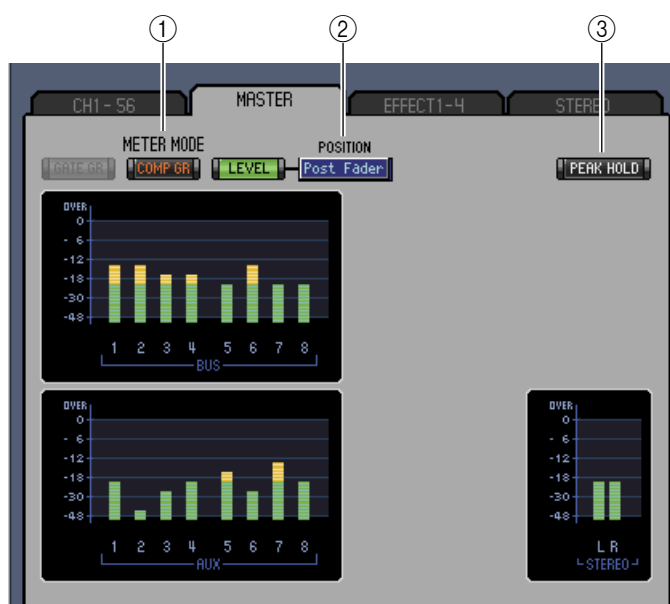 ① ② ③
CH1-56 MASTER EFFECT1-4 STEREO
METER MODE POSITION
GATE GR COMP GR LEVEL Post Fader PEAK HOLD
OVER
0
- 6
-12
-18
-30
-48
1 2 3 4 5 6 7 8
BUS
OVER
0
- 6
-12
-18
-30
-48
1 2 3 4 5 6 7 8
AUX
OVER
0
- 6
-12
-18
-30
-48
L R
STEREO